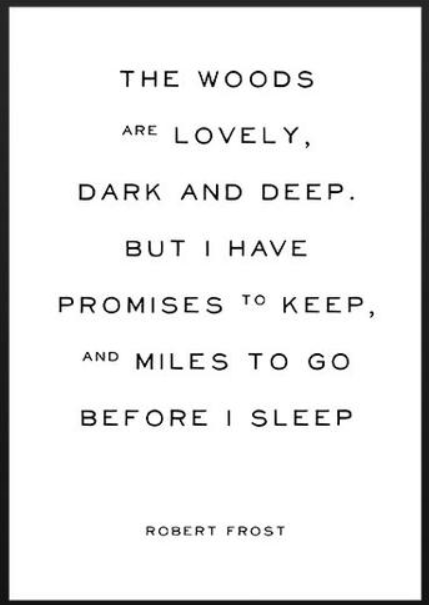 THE WOODS
ARE LOVELY,
DARK AND DEEP.
BUT I HAVE
PROMISES TO KEEP,
AND MILES TO GO
BEFORE I SLEEP
ROBERT FROST